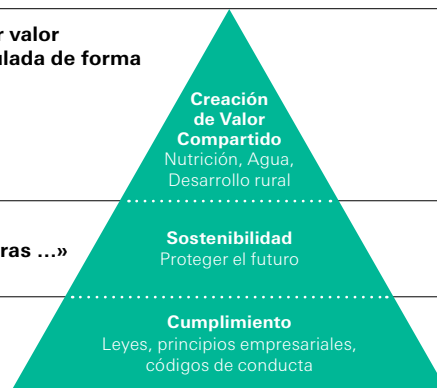 r valor
ulada de forma
Creación
de Valor
Compartido
Nutrición, Agua,
Desarrollo rural
ras …»
Sostenibilidad
Proteger el futuro
Cumplimiento
Leyes, principios empresariales,
códigos de conducta